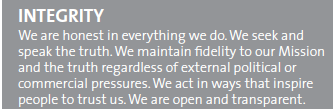 INTEGRITY
We are honest in everything we do. We seek and
speak the truth. We maintain fidelity to our Mission
and the truth regardless of external political or
commercial pressures. We act in ways that inspire
people to trust us. We are open and transparent.